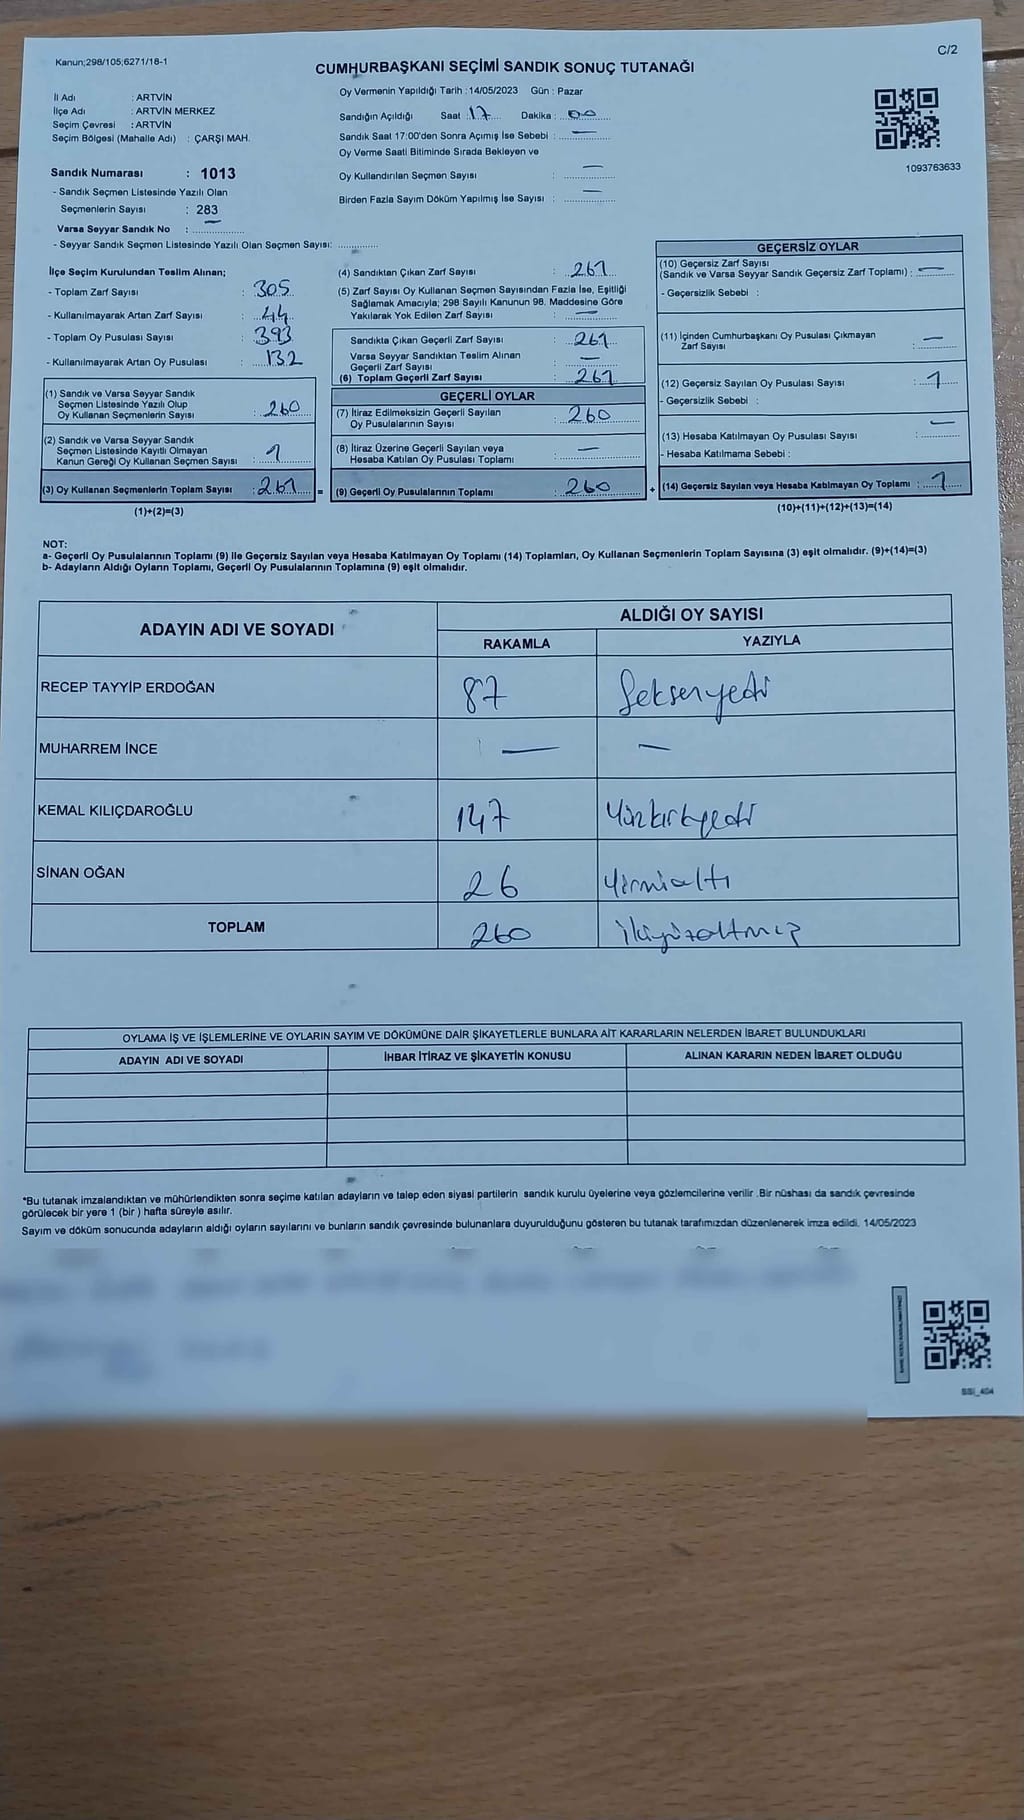 Kanun;298/105;6271/18-1
C/2
CUMHURBAŞKANI SEÇİMİ SANDIK SONUÇ TUTANAĞI
İl Adı : ARTVİN
İlçe Adı : ARTVİN MERKEZ
Seçim Çevresi : ARTVİN
Seçim Bölgesi (Mahalle Adı) : ÇARŞI MAH.
Sandık Numarası : 1013
- Sandık Seçmen Listesinde Yazılı Olan
Seçmenlerin Sayısı : 283
Varsa Seyyar Sandık No : —
- Seyyar Sandık Seçmen Listesinde Yazılı Olan Seçmen Sayısı: ............
Oy Vermenin Yapıldığı Tarih :14/05/2023 Gün : Pazar
Sandığın Açıldığı Saat : 17 Dakika : 00
Sandık Saat 17:00'den Sonra Açımış İse Sebebi : —
Oy Verme Saati Bitiminde Sırada Bekleyen ve
Oy Kullandırılan Seçmen Sayısı : —
Birden Fazla Sayım Döküm Yapılmış İse Sayısı : —
1093763633
İlçe Seçim Kurulundan Teslim Alınan;
- Toplam Zarf Sayısı : 305
- Kullanılmayarak Artan Zarf Sayısı : 44
- Toplam Oy Pusulası Sayısı : 393
- Kullanılmayarak Artan Oy Pusulası : 132
(1) Sandık ve Varsa Seyyar Sandık
Seçmen Listesinde Yazılı Olup
Oy Kullanan Seçmenlerin Sayısı : 260
(2) Sandık ve Varsa Seyyar Sandık
Seçmen Listesinde Kayıtlı Olmayan
Kanun Gereği Oy Kullanan Seçmen Sayısı : 1
(3) Oy Kullanan Seçmenlerin Toplam Sayısı : 261 =
(1)+(2)=(3)
(4) Sandıktan Çıkan Zarf Sayısı : 261
(5) Zarf Sayısı Oy Kullanan Seçmen Sayısından Fazla İse, Eşitliği
Sağlamak Amacıyla; 298 Sayılı Kanunun 98. Maddesine Göre
Yakılarak Yok Edilen Zarf Sayısı : —
Sandıkta Çıkan Geçerli Zarf Sayısı : 261
Varsa Seyyar Sandıktan Teslim Alınan
Geçerli Zarf Sayısı : —
(6) Toplam Geçerli Zarf Sayısı : 261
GEÇERLİ OYLAR
(7) İtiraz Edilmeksizin Geçerli Sayılan
Oy Pusulalarının Sayısı : 260
(8) İtiraz Üzerine Geçerli Sayılan veya
Hesaba Katılan Oy Pusulası Toplamı : —
(9) Geçerli Oy Pusulalarının Toplamı : 260 +
GEÇERSİZ OYLAR
(10) Geçersiz Zarf Sayısı
(Sandık ve Varsa Seyyar Sandık Geçersiz Zarf Toplamı) : —
- Geçersizlik Sebebi :
(11) İçinden Cumhurbaşkanı Oy Pusulası Çıkmayan
Zarf Sayısı : —
(12) Geçersiz Sayılan Oy Pusulası Sayısı : 1
- Geçersizlik Sebebi :
(13) Hesaba Katılmayan Oy Pusulası Sayısı : —
- Hesaba Katılmama Sebebi :
(14) Geçersiz Sayılan veya Hesaba Katılmayan Oy Toplamı : 1
(10)+(11)+(12)+(13)=(14)
NOT:
a- Geçerli Oy Pusulalarının Toplamı (9) ile Geçersiz Sayılan veya Hesaba Katılmayan Oy Toplamı (14) Toplamları, Oy Kullanan Seçmenlerin Toplam Sayısına (3) eşit olmalıdır. (9)+(14)=(3)
b- Adayların Aldığı Oyların Toplamı, Geçerli Oy Pusulalarının Toplamına (9) eşit olmalıdır.
ADAYIN ADI VE SOYADI ALDIĞI OY SAYISI
RAKAMLA YAZIYLA
RECEP TAYYİP ERDOĞAN 87 Seksenyedi
MUHARREM İNCE — —
KEMAL KILIÇDAROĞLU 147 Yüzkırkyedi
SİNAN OĞAN 26 Yirmialtı
TOPLAM 260 ikiyüzaltmış
OYLAMA İŞ VE İŞLEMLERİNE VE OYLARIN SAYIM VE DÖKÜMÜNE DAİR ŞİKAYETLERLE BUNLARA AİT KARARLARIN NELERDEN İBARET BULUNDUKLARI
ADAYIN ADI VE SOYADI İHBAR İTİRAZ VE ŞİKAYETİN KONUSU ALINAN KARARIN NEDEN İBARET OLDUĞU
*Bu tutanak imzalandıktan ve mühürlendikten sonra seçime katılan adayların ve talep eden siyasi partilerin sandık kurulu üyelerine veya gözlemcilerine verilir .Bir nüshası da sandık çevresinde
görülecek bir yere 1 (bir ) hafta süreyle asılır.
Sayım ve döküm sonucunda adayların aldığı oyların sayılarını ve bunların sandık çevresinde bulunanlara duyurulduğunu gösteren bu tutanak tarafımızdan düzenlenerek imza edildi. 14/05/2023
SSI_404